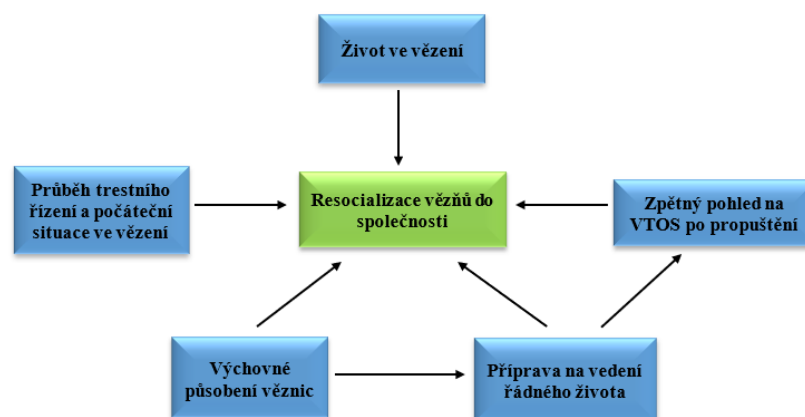 Život ve vězení
Průběh trestního
řízení a počáteční
situace ve vězení
Resocializace vězňů do
společnosti
Zpětný pohled na
VTOS po propuštění
Výchovné
působení věznic
Příprava na vedení
řádného života